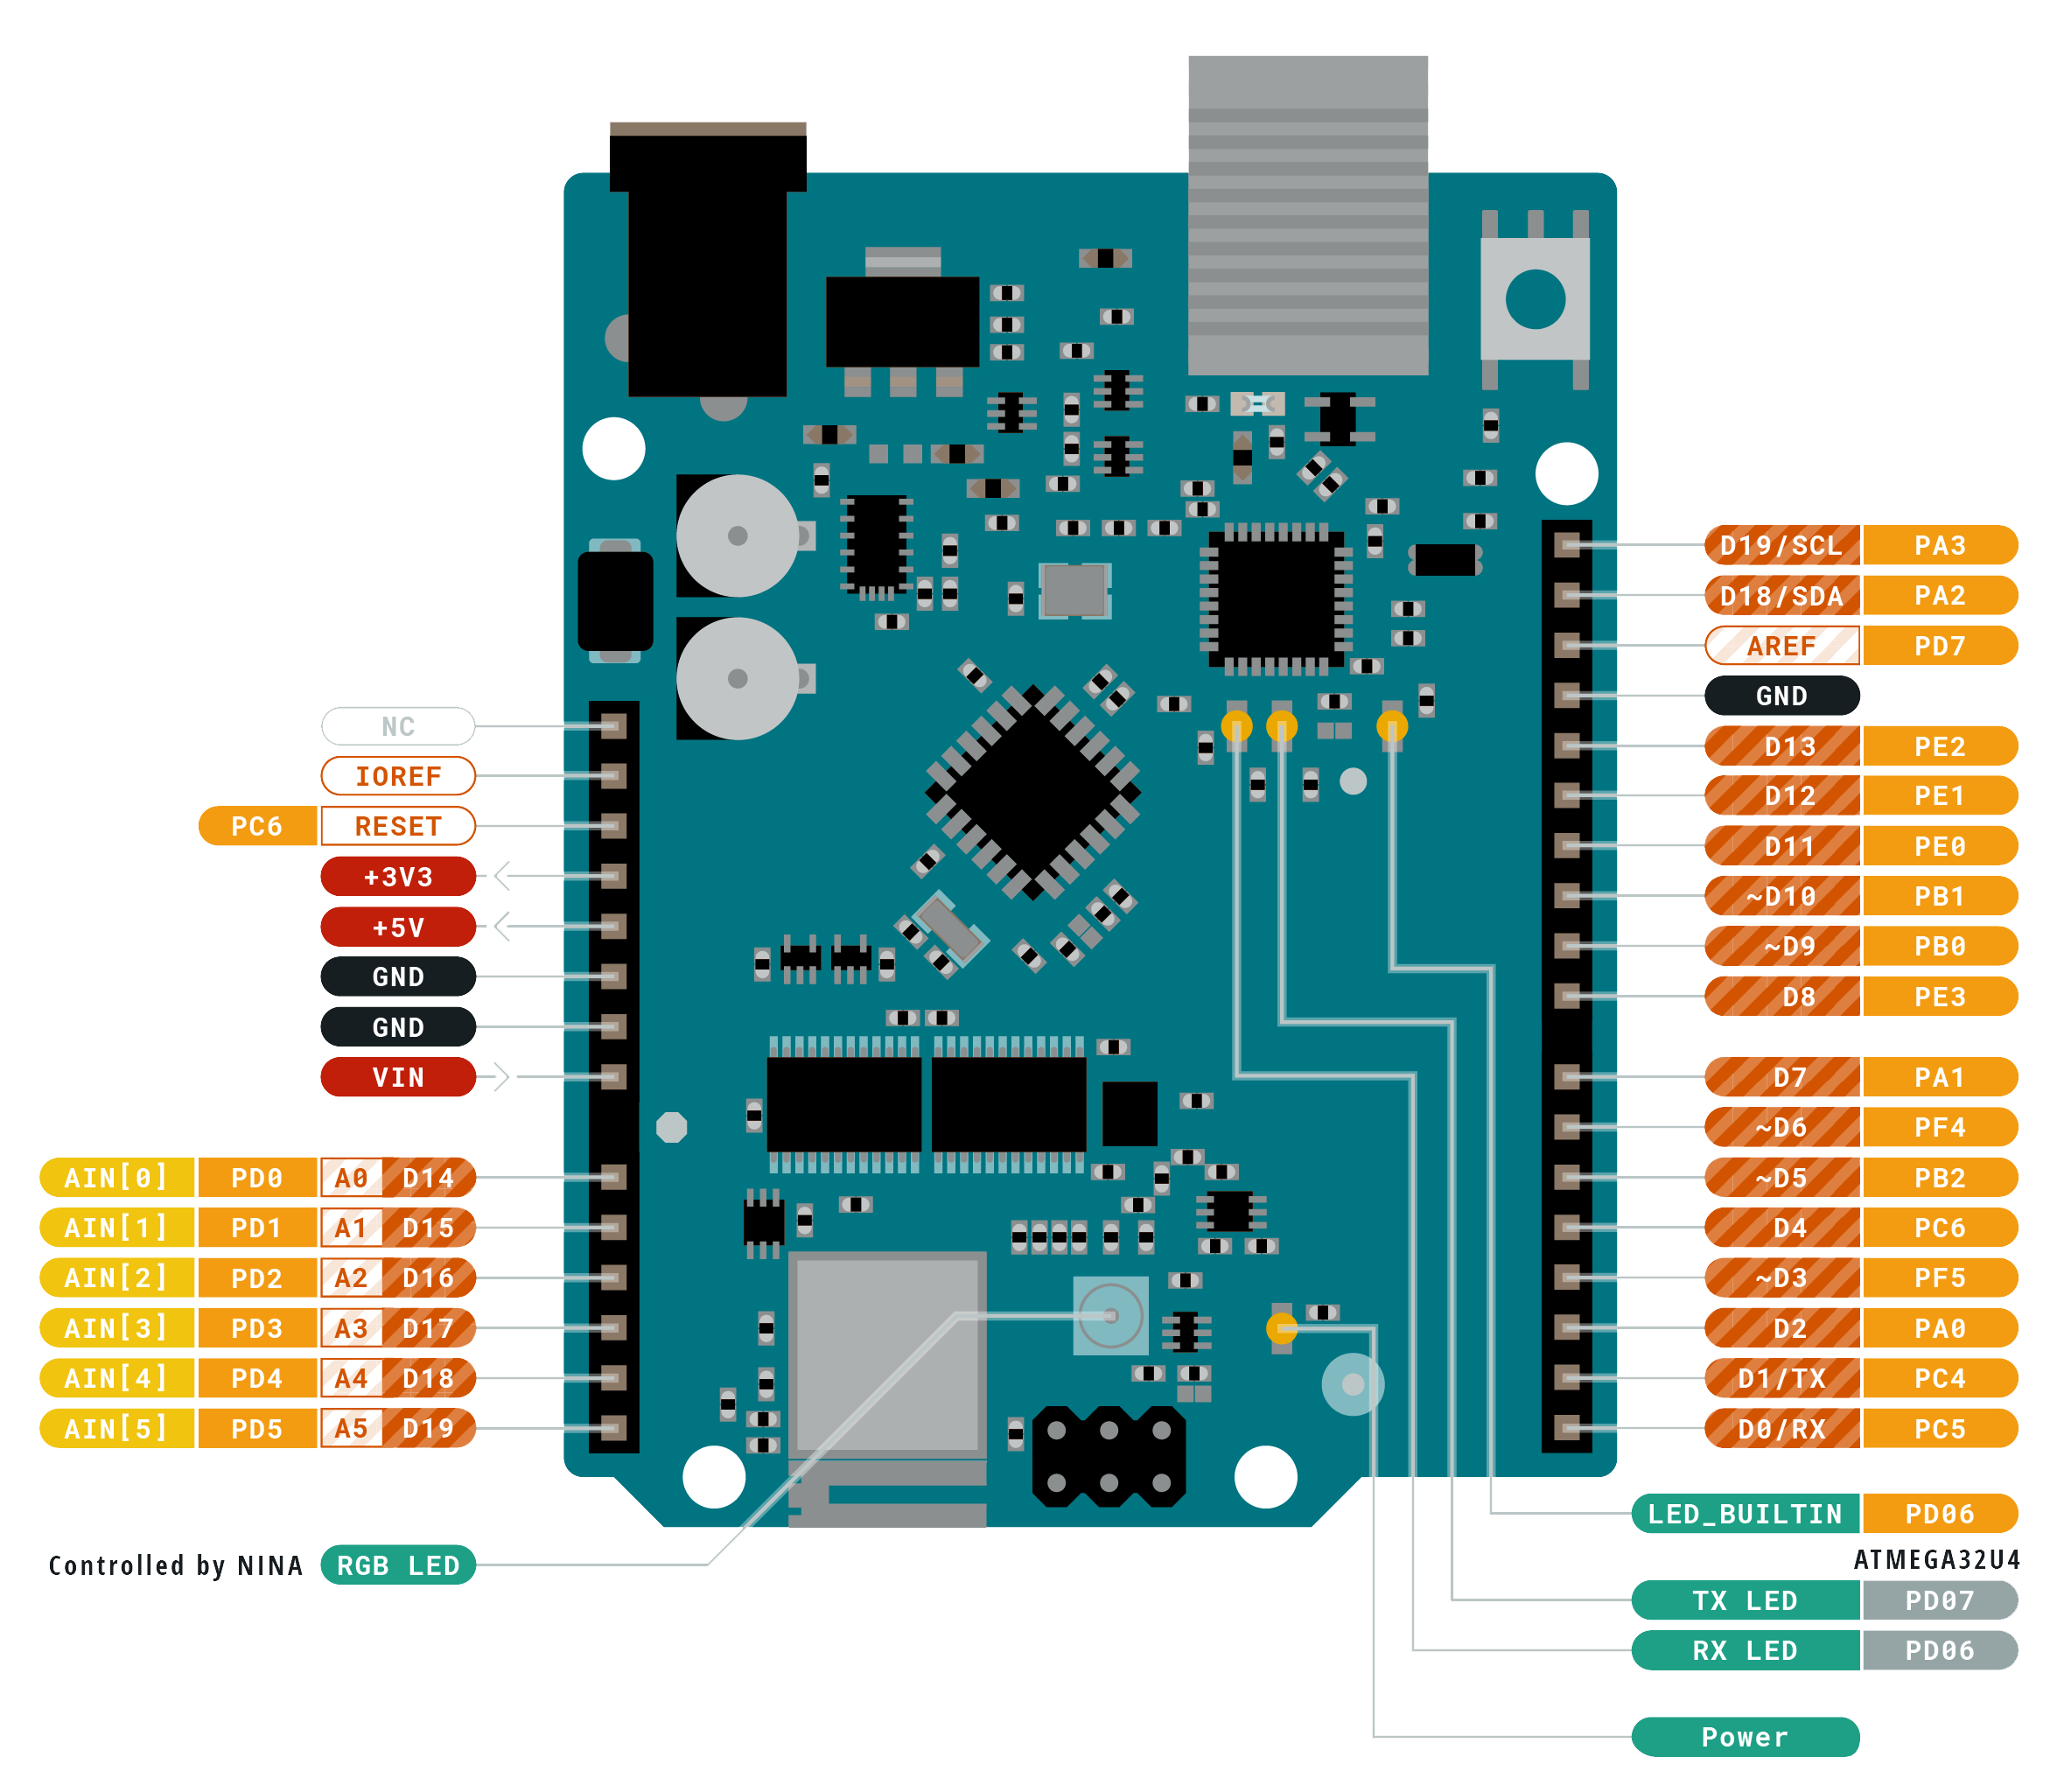 D19/SCL PA3
D18/SDA PA2
AREF PD7
GND
NC
D13 PE2
IOREF
D12 PE1
PC6 RESET
D11 PE0
+3V3
~D10 PB1
+5V
~D9 PB0
GND
D8 PE3
GND
VIN
D7 PA1
~D6 PF4
AIN[0] PD0 A0 D14
~D5 PB2
AIN[1] PD1 A1 D15
D4 PC6
AIN[2] PD2 A2 D16
~D3 PF5
AIN[3] PD3 A3 D17
D2 PA0
AIN[4] PD4 A4 D18
D1/TX PC4
AIN[5] PD5 A5 D19
D0/RX PC5
LED_BUILTIN PD06
Controlled by NINA RGB LED
ATMEGA32U4
TX LED PD07
RX LED PD06
Power